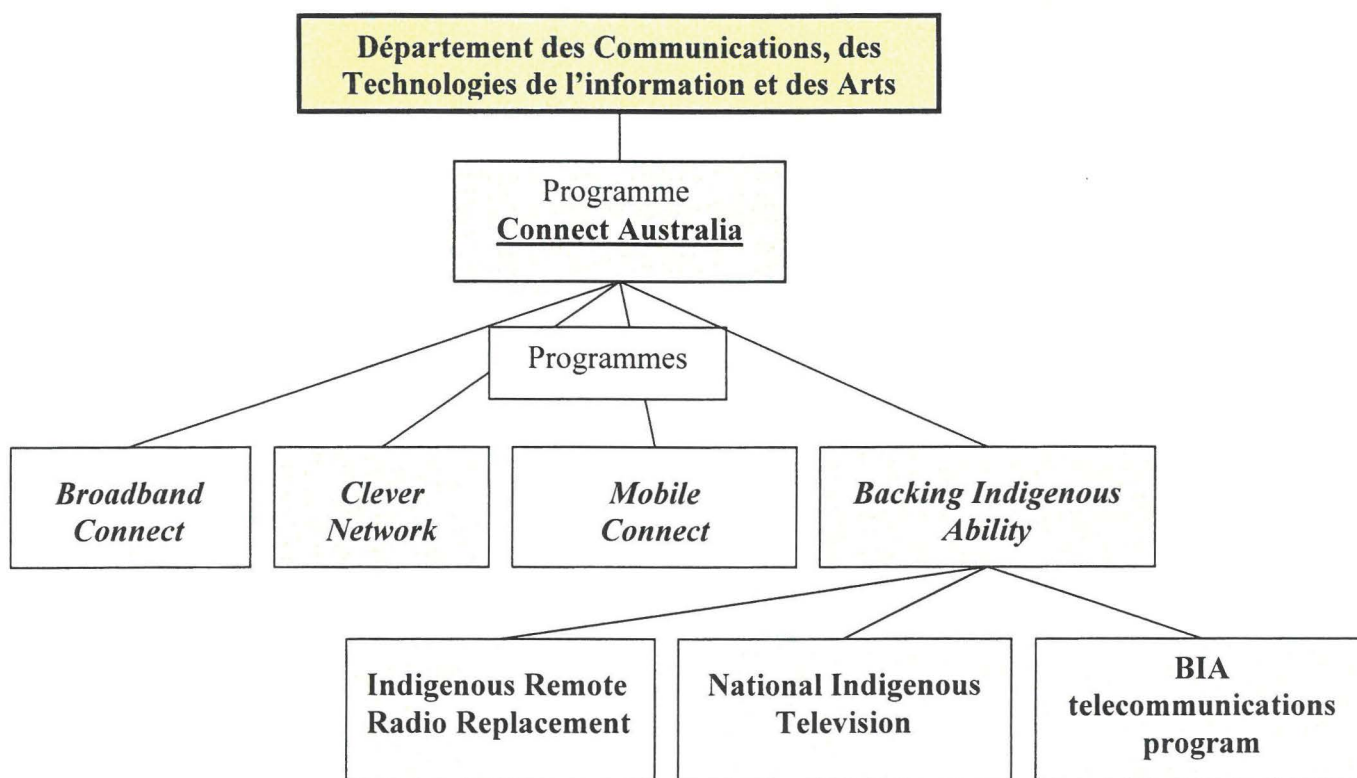 Département des Communications, des
Technologies de l'information et des Arts
Programme
Connect Australia
Programmes
Broadband
Connect
Clever
Network
Mobile
Connect
Backing Indigenous
Ability
Indigenous Remote
Radio Replacement
National Indigenous
Television
BIA
telecommunications
program